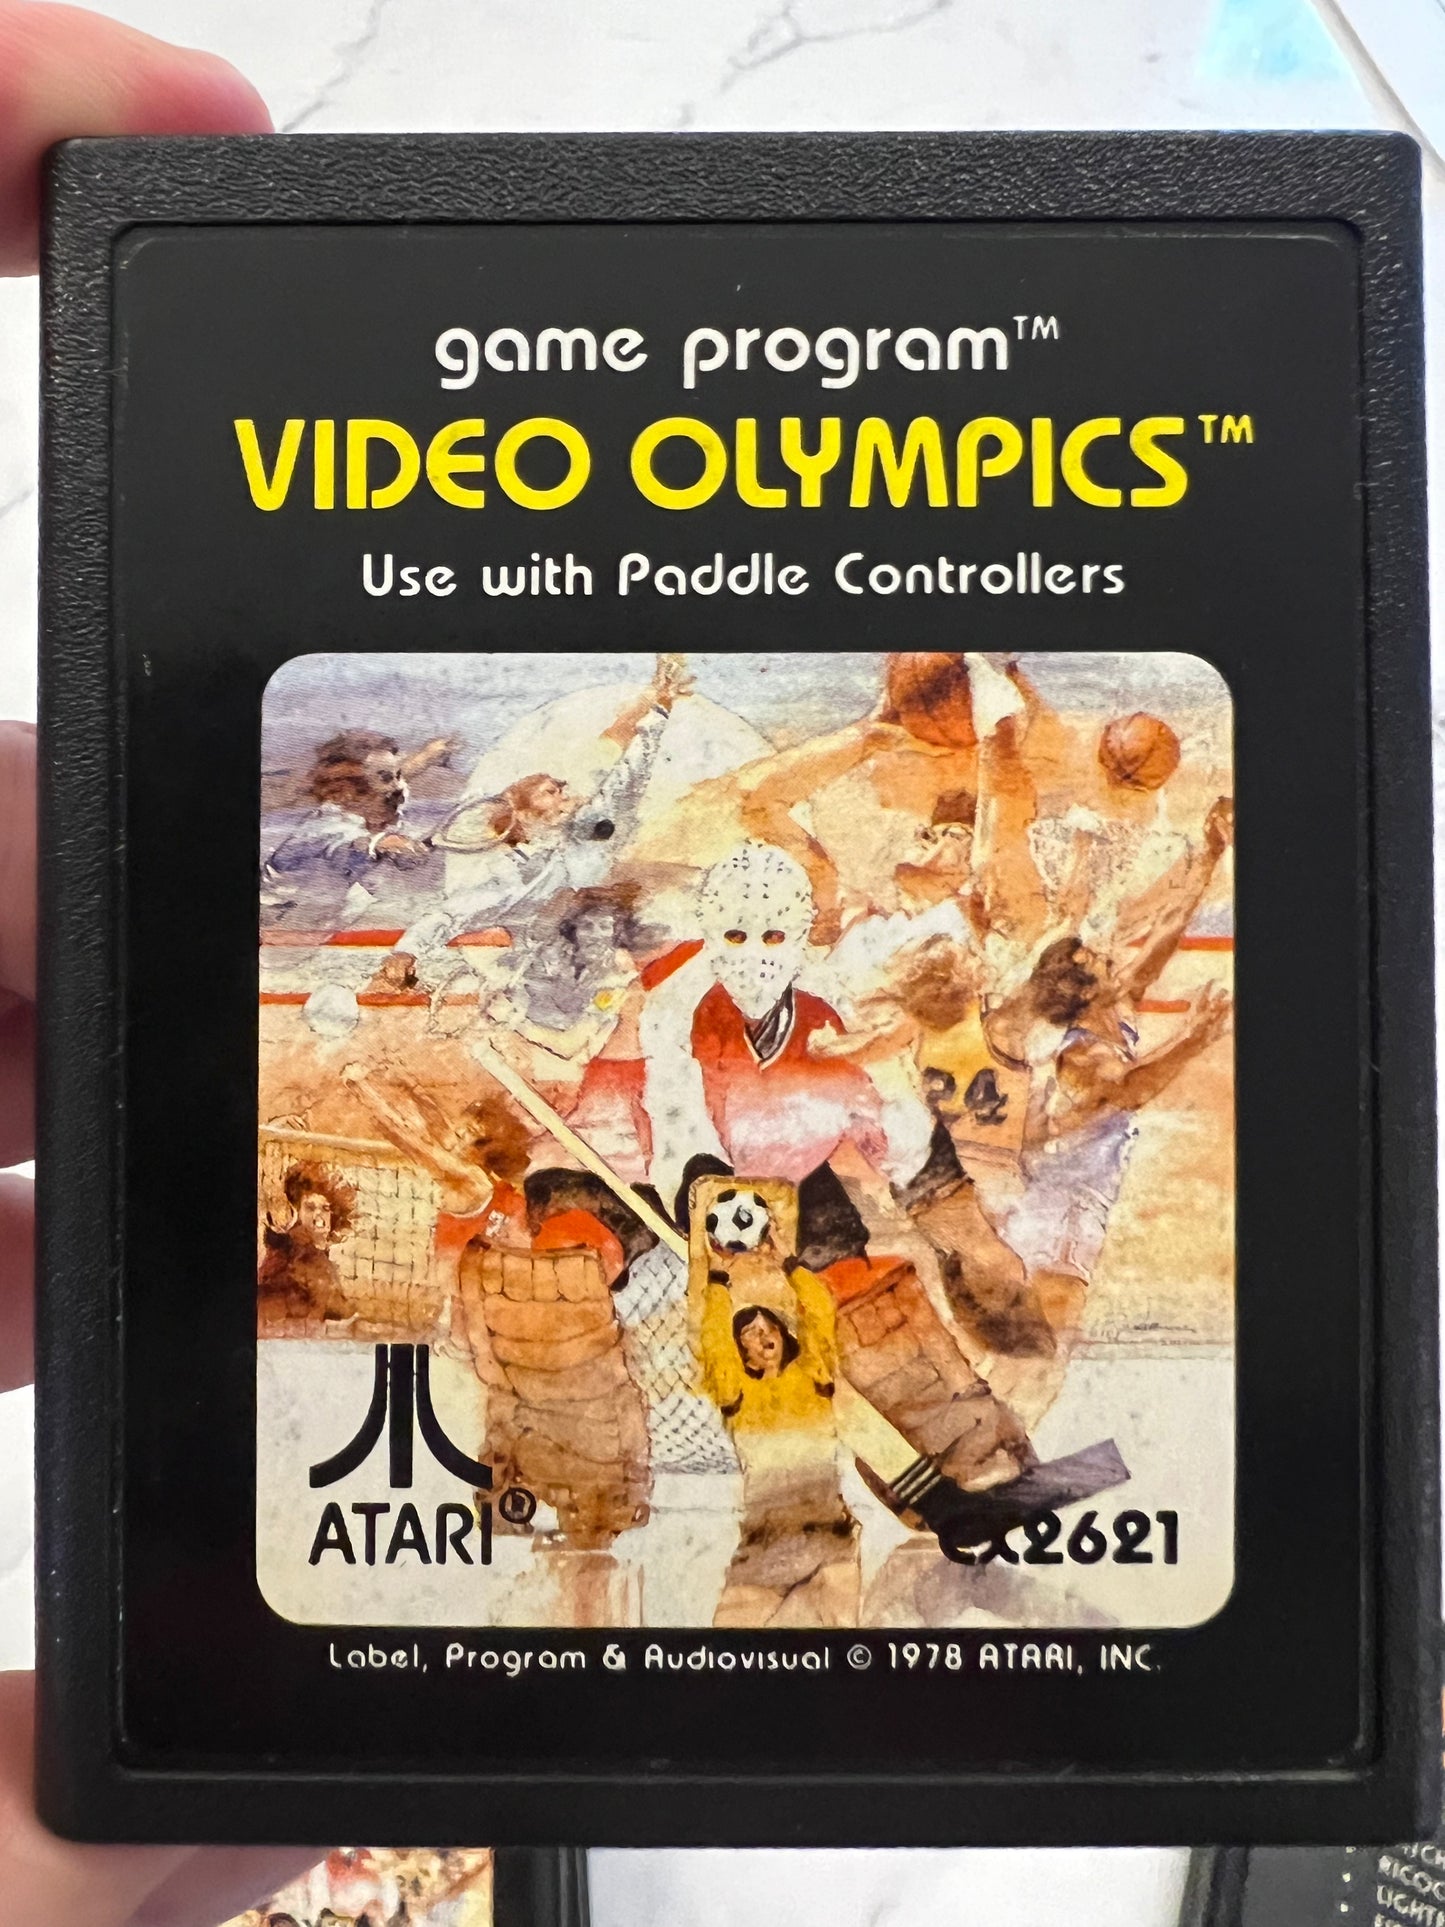 game program™
VIDEO OLYMPICS™
Use with Paddle Controllers
24
ATARI®
CX2621
Label, Program & Audiovisual © 1978 ATARI, INC.